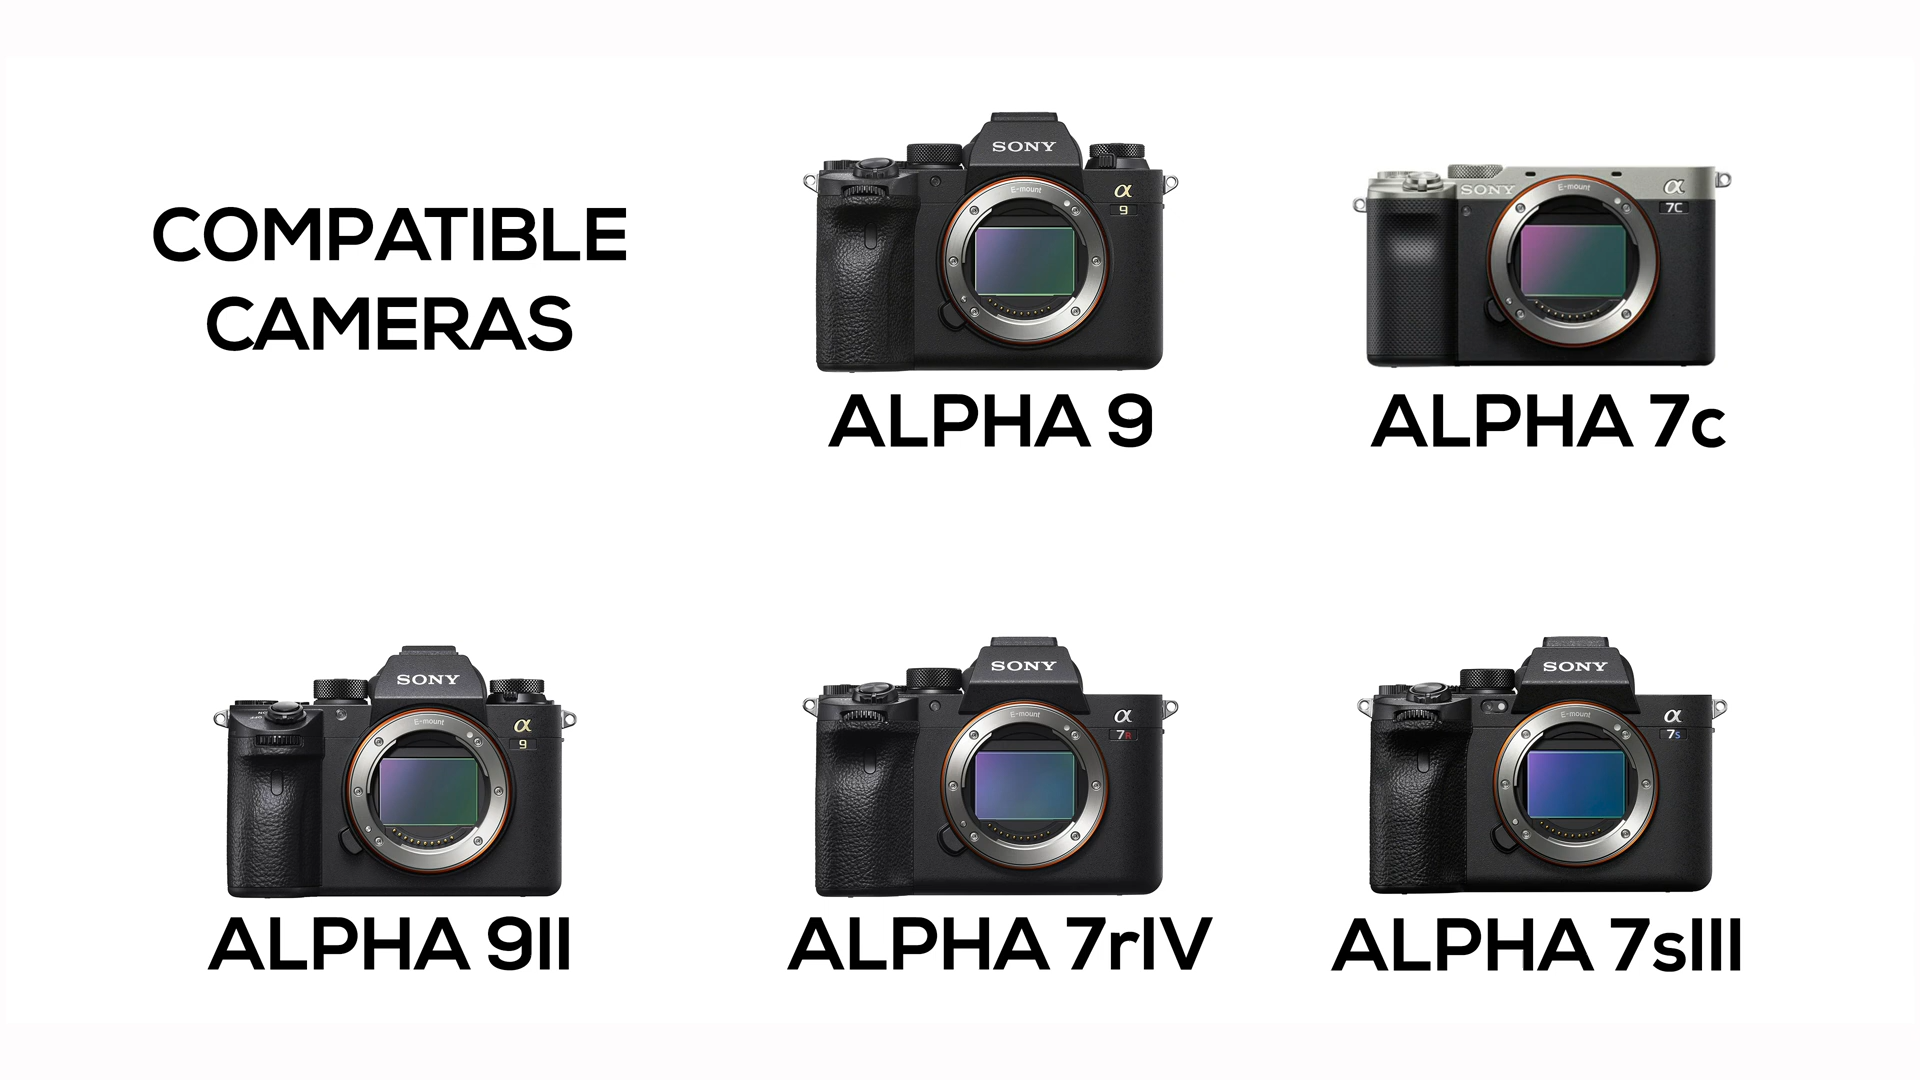 COMPATIBLE
CAMERAS
SONY
E-mount
α
9
ALPHA 9
SONY
E-mount
α
7C
ALPHA 7c
SONY
E-mount
α
9
ALPHA 9II
SONY
E-mount
α
7R
ALPHA 7rIV
SONY
E-mount
α
7S
ALPHA 7sIII